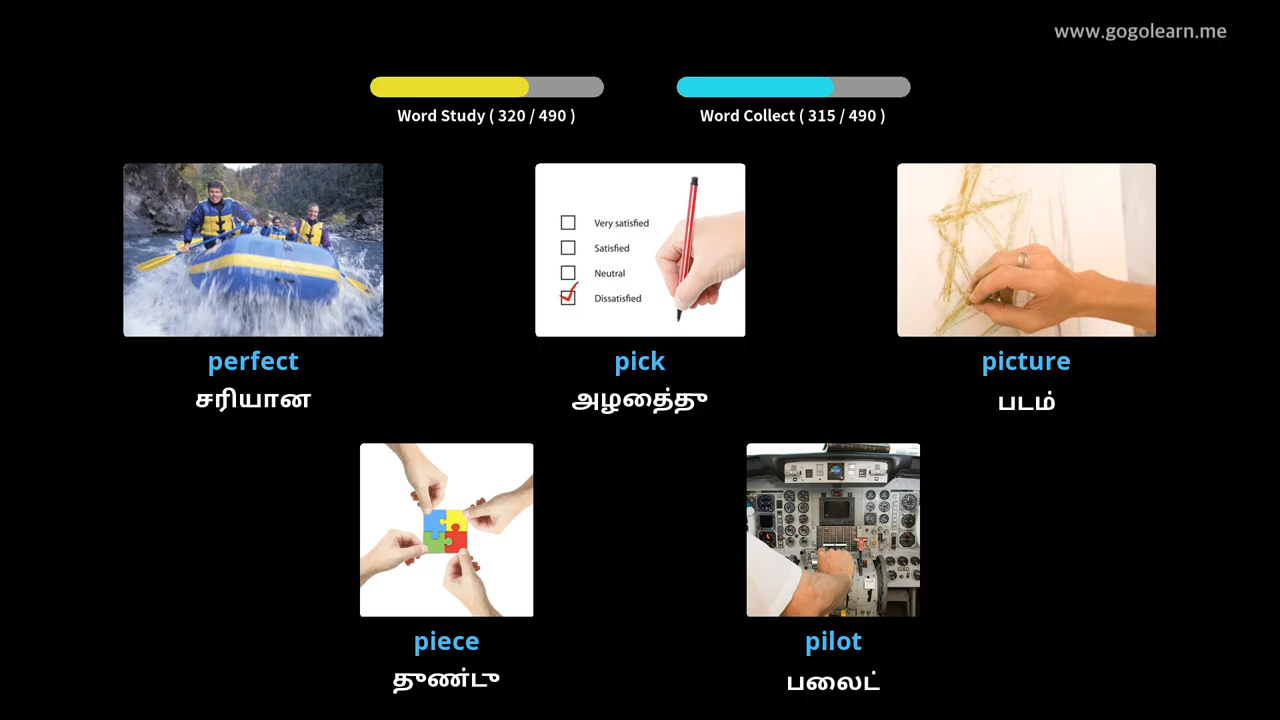 www.gogolearn.me
Word Study ( 320 / 490 )
Word Collect ( 315 / 490 )
Very satisfied
Satisfied
Neutral
Dissatisfied
perfect
pick
picture
சரியான
அழைத்து
படம்
piece
pilot
துண்டு
பலைட்